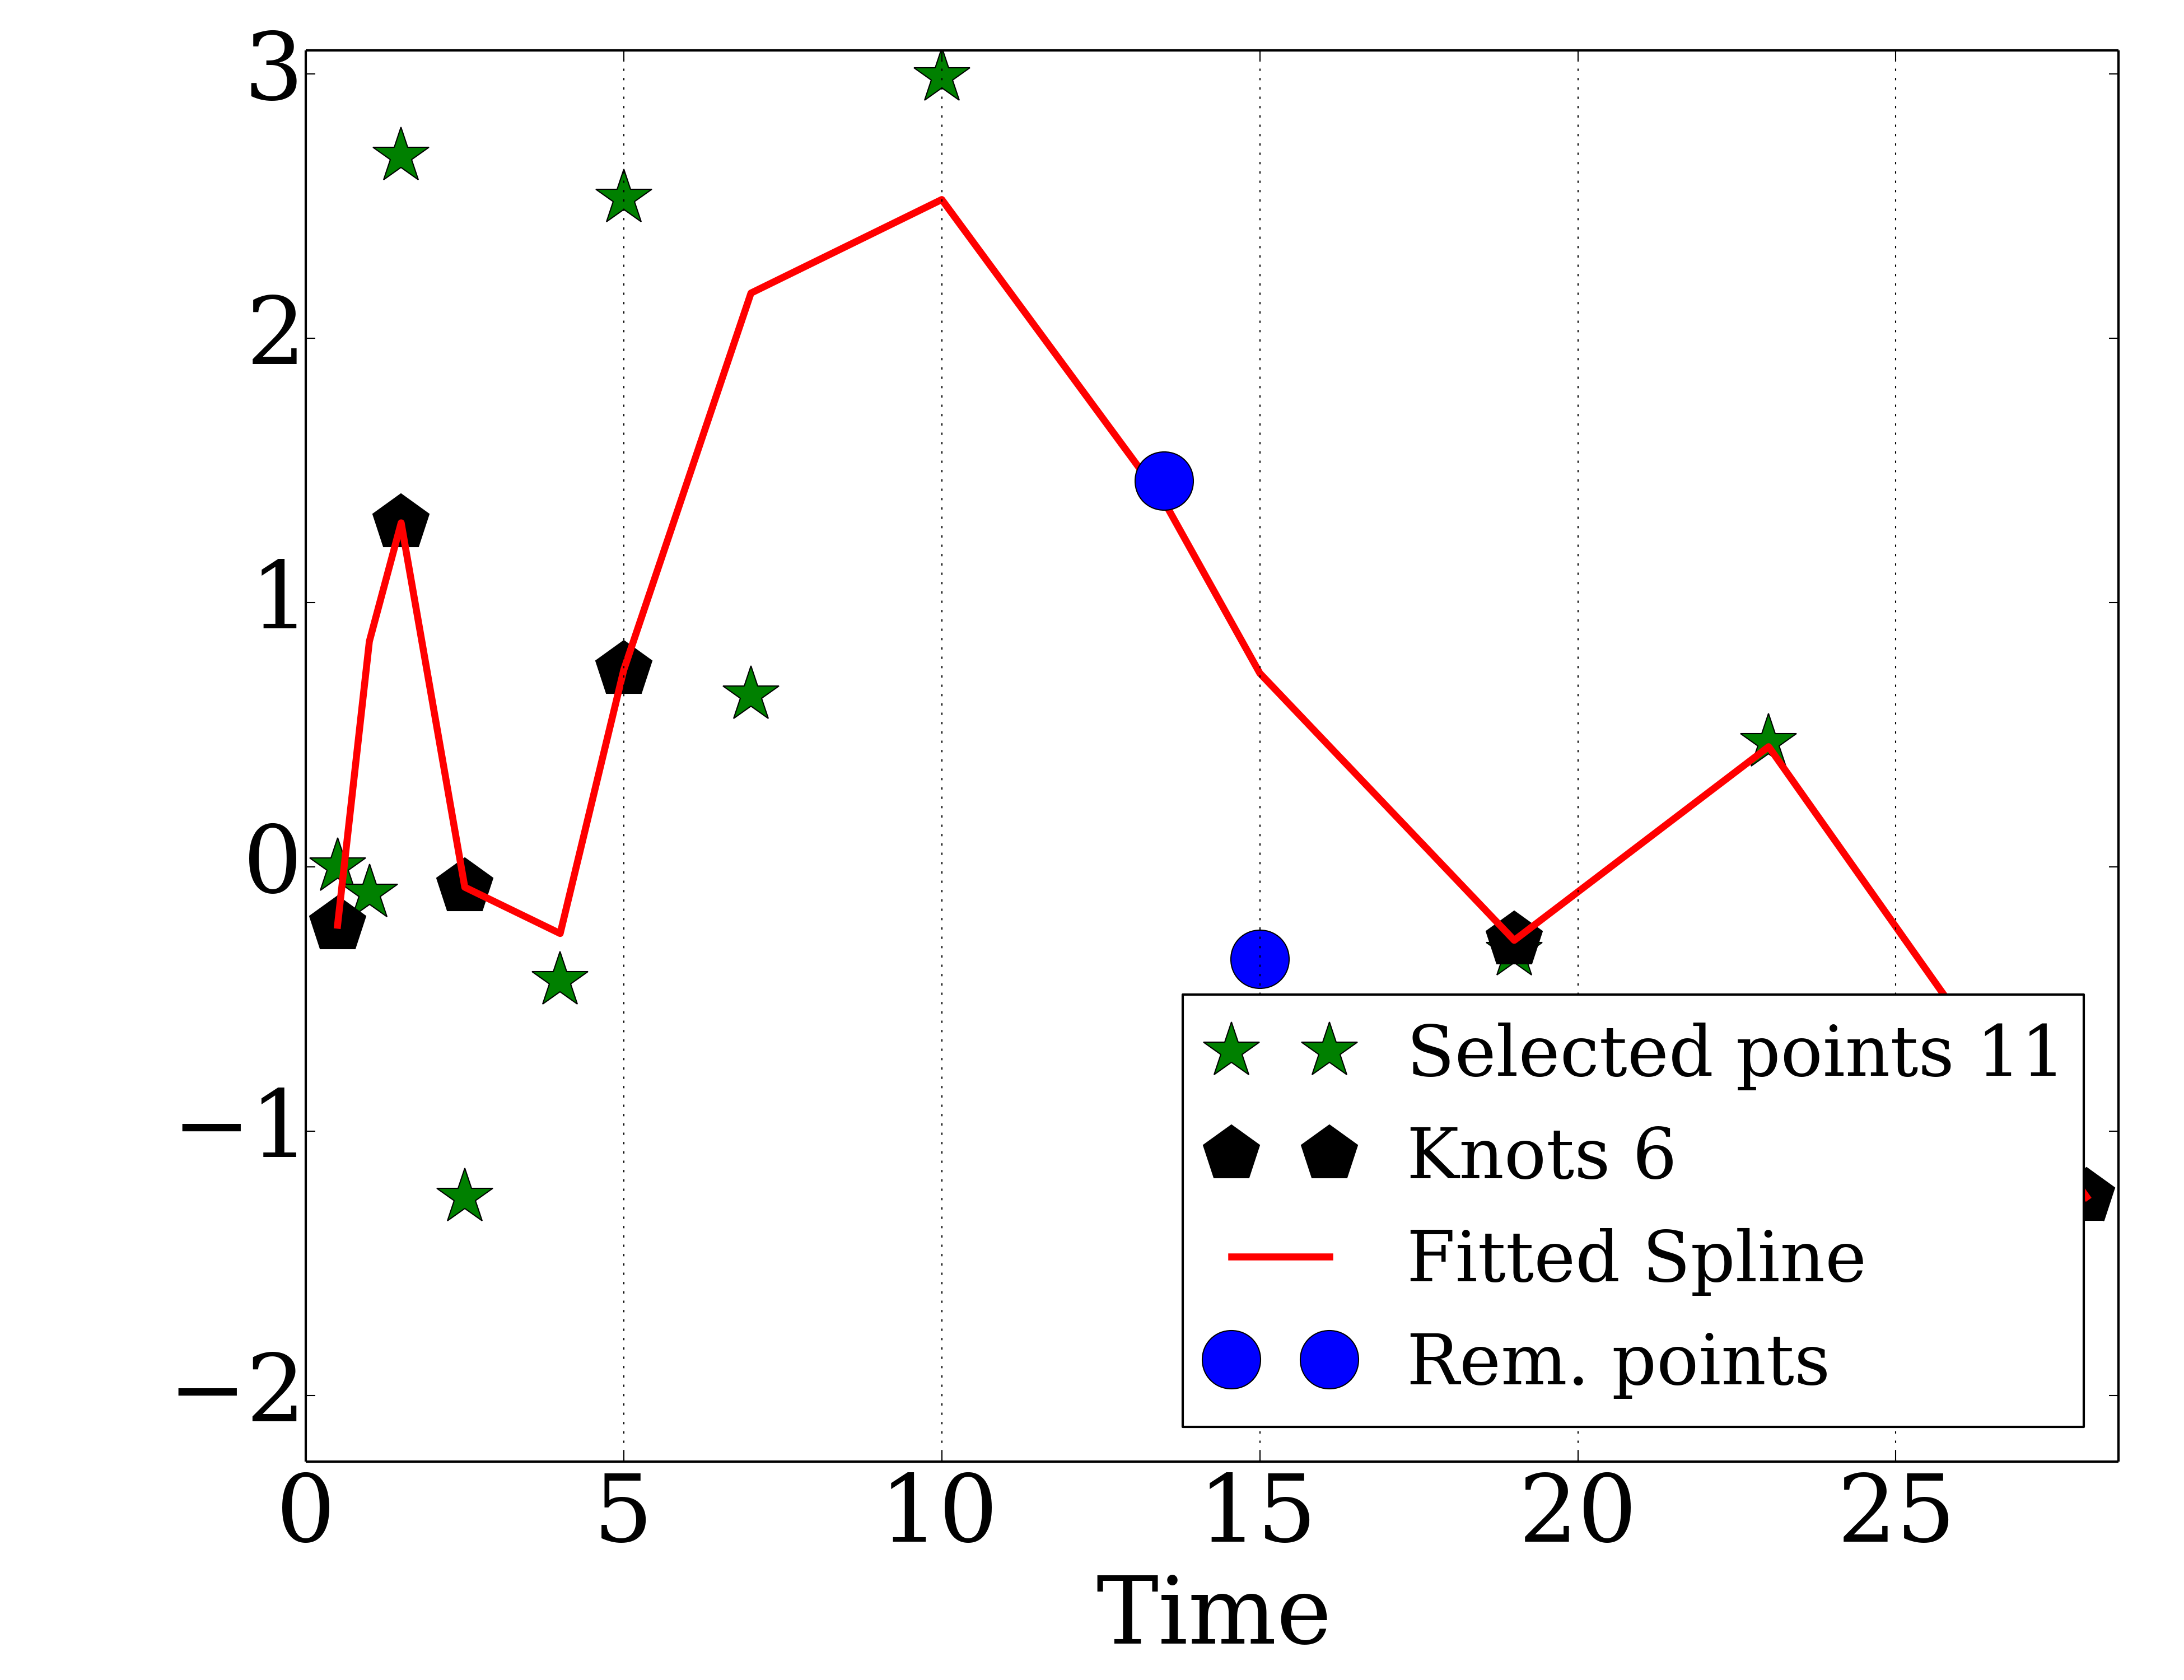 3
2
1
0
−1
−2
Selected points 11
Knots 6
Fitted Spline
Rem. points
0 5 10 15 20 25
Time